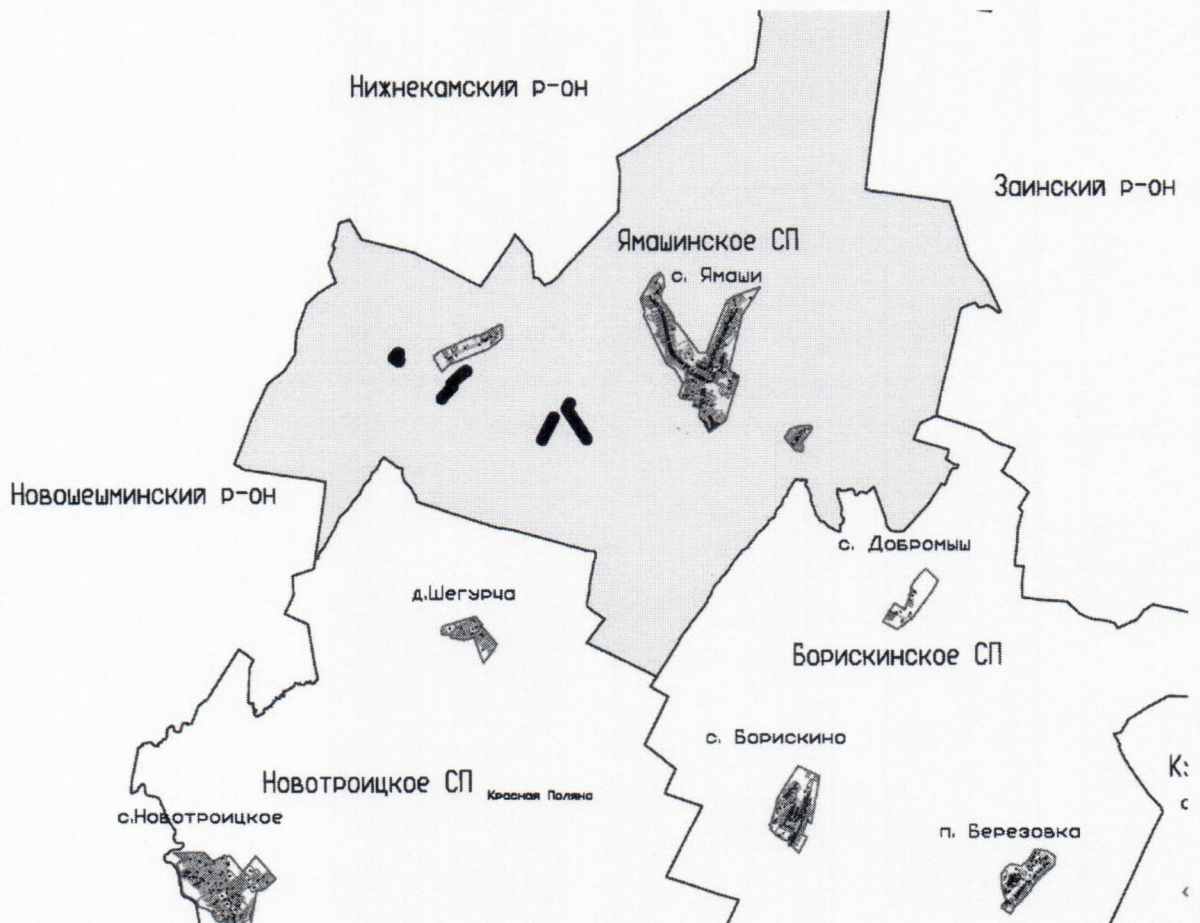 Нижнекамский р-он
Заинский р-он
Ямашинское СП
с. Ямаши
Новошешминский р-он
с. Добромыш
д.Шегурча
Борискинское СП
с. Борискино
Новотроицкое СП
Красная Поляна
с.Новотроицкое
п. Березовка